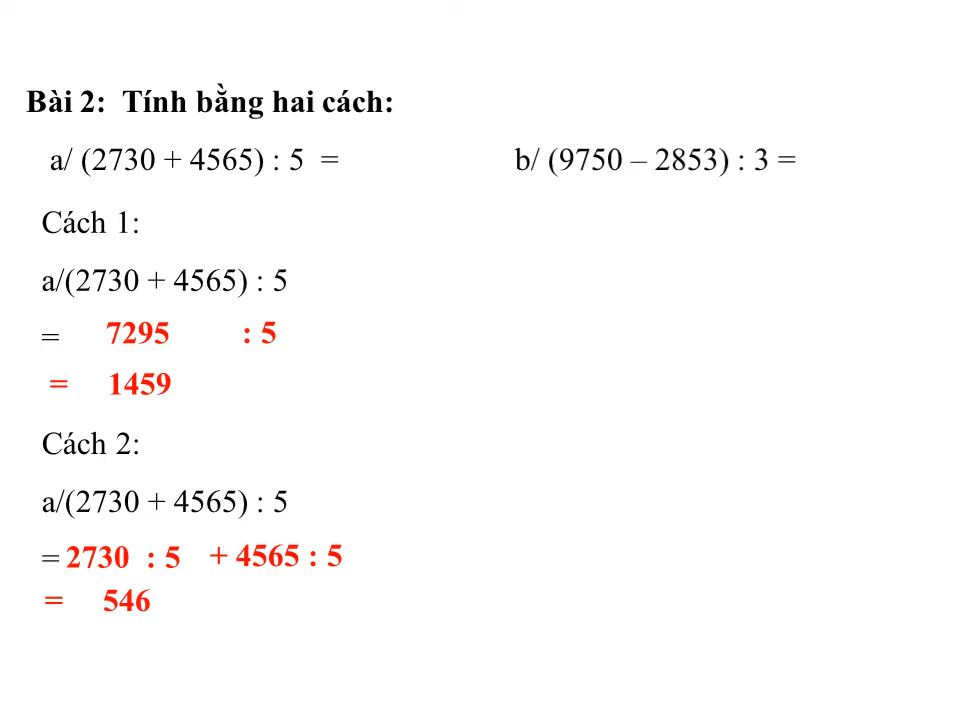 Bài 2:  Tính bằng hai cách:
a/ (2730 + 4565) : 5  =
b/ (9750 – 2853) : 3 =
Cách 1:
a/(2730 + 4565) : 5
= 7295 : 5
= 1459
Cách 2:
a/(2730 + 4565) : 5
= 2730 : 5 + 4565 : 5
= 546